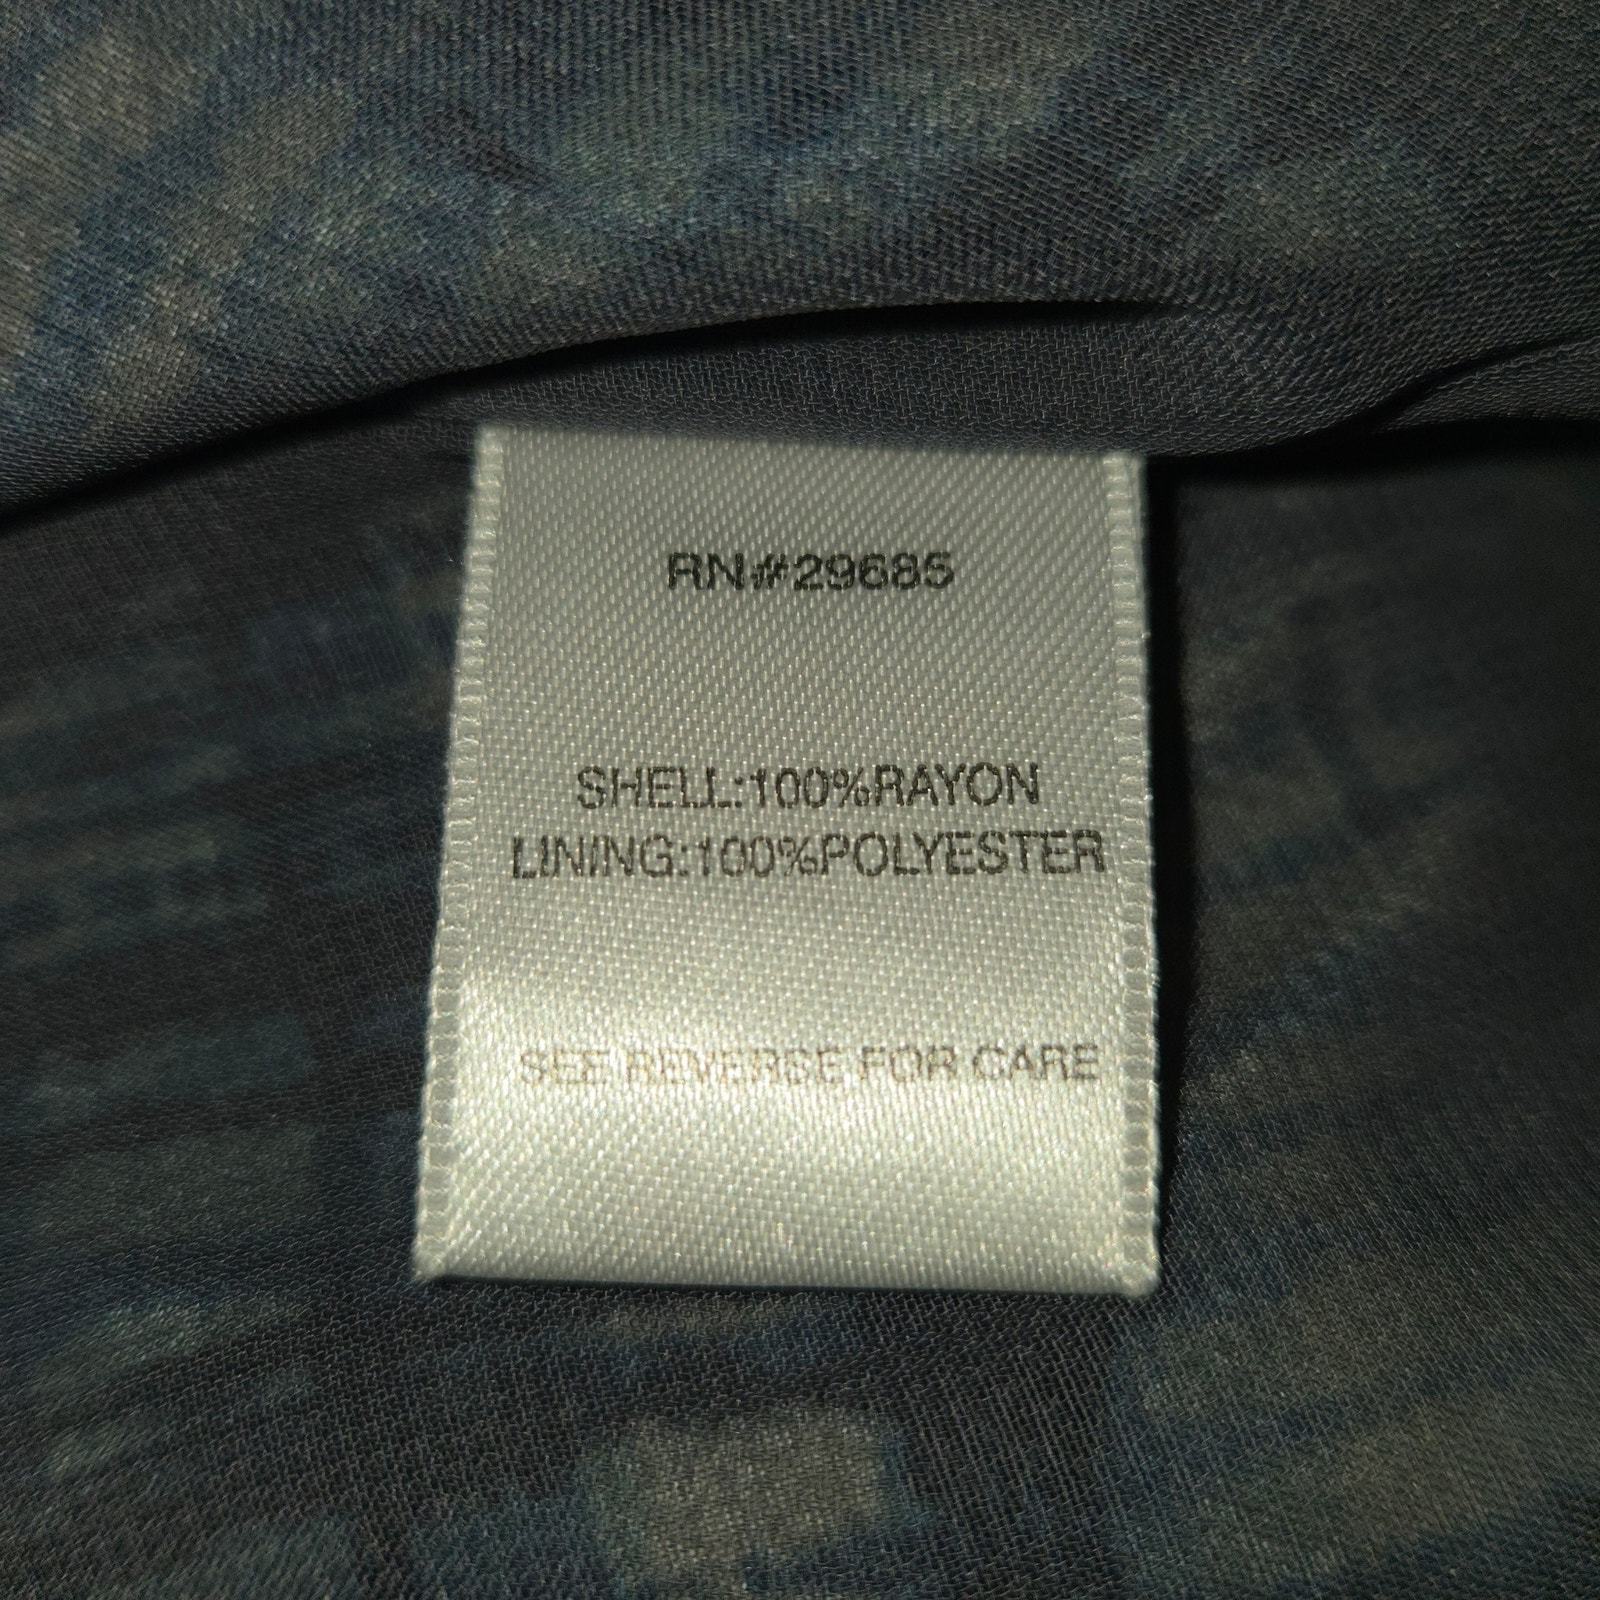 RN#29685
SHELL:100%RAYON
LINING:100%POLYESTER
SEE REVERSE FOR CARE